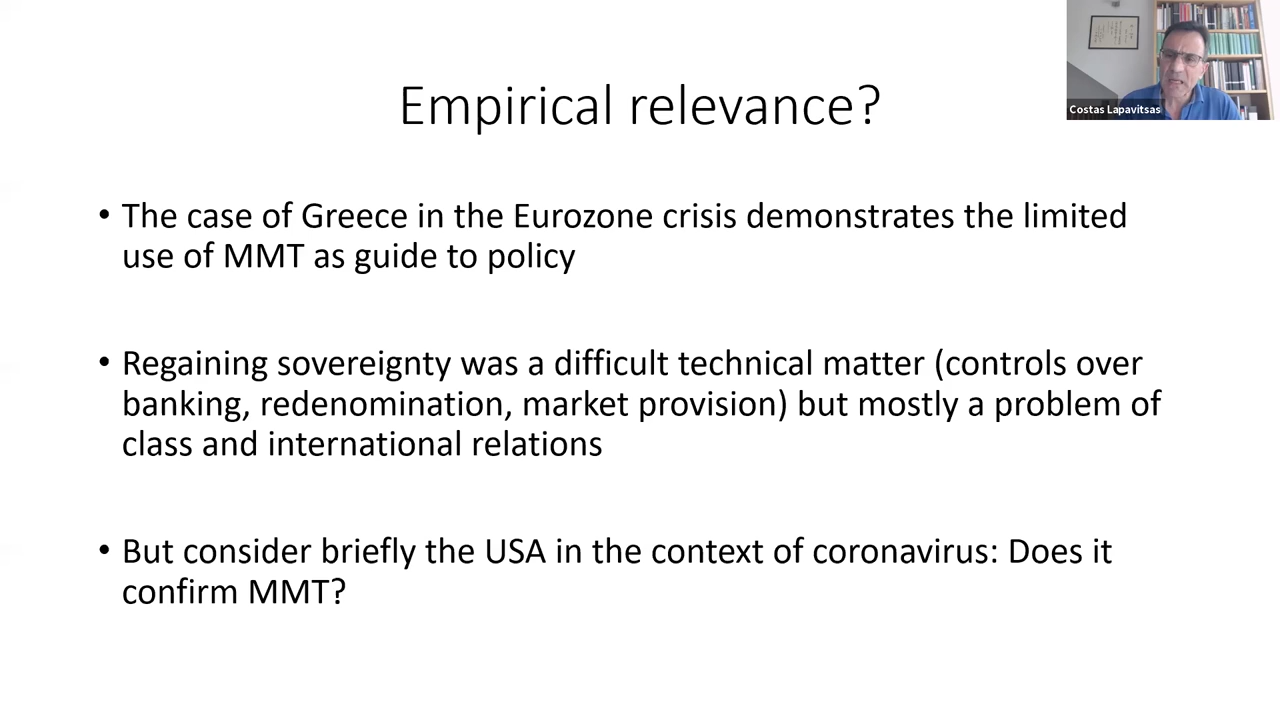 Empirical relevance?
Costas Lapavitsas
• The case of Greece in the Eurozone crisis demonstrates the limited
use of MMT as guide to policy
• Regaining sovereignty was a difficult technical matter (controls over
banking, redenomination, market provision) but mostly a problem of
class and international relations
• But consider briefly the USA in the context of coronavirus: Does it
confirm MMT?